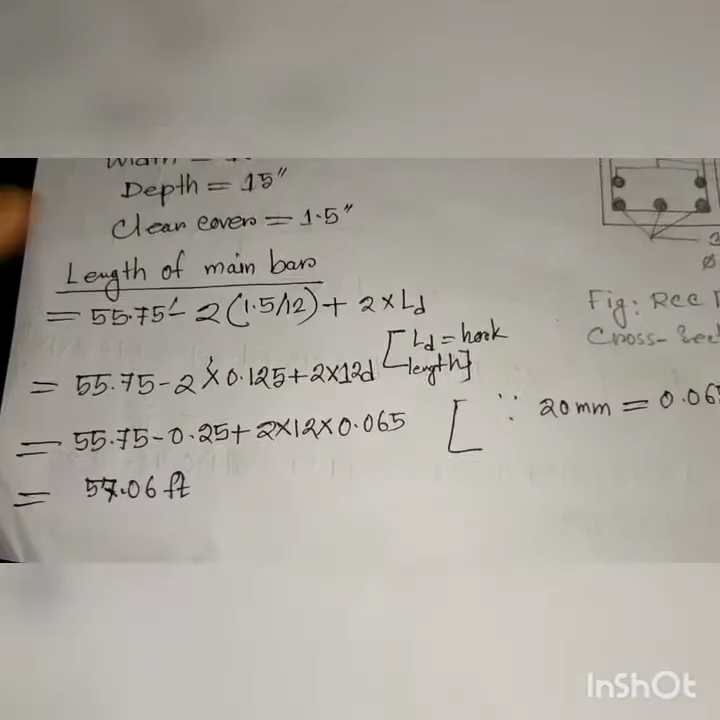 Depth = 15"
Clear cover = 1.5"
Length of main bars
= 55.75' - 2(1.5/12) + 2 × Ld
[Ld = hook length]
= 55.75 - 2 × 0.125 + 2×12d
= 55.75 - 0.25 + 2×12×0.065
[∵ 20mm = 0.065
= 57.06 ft
Fig: RCC
Cross-Sec
InShOt